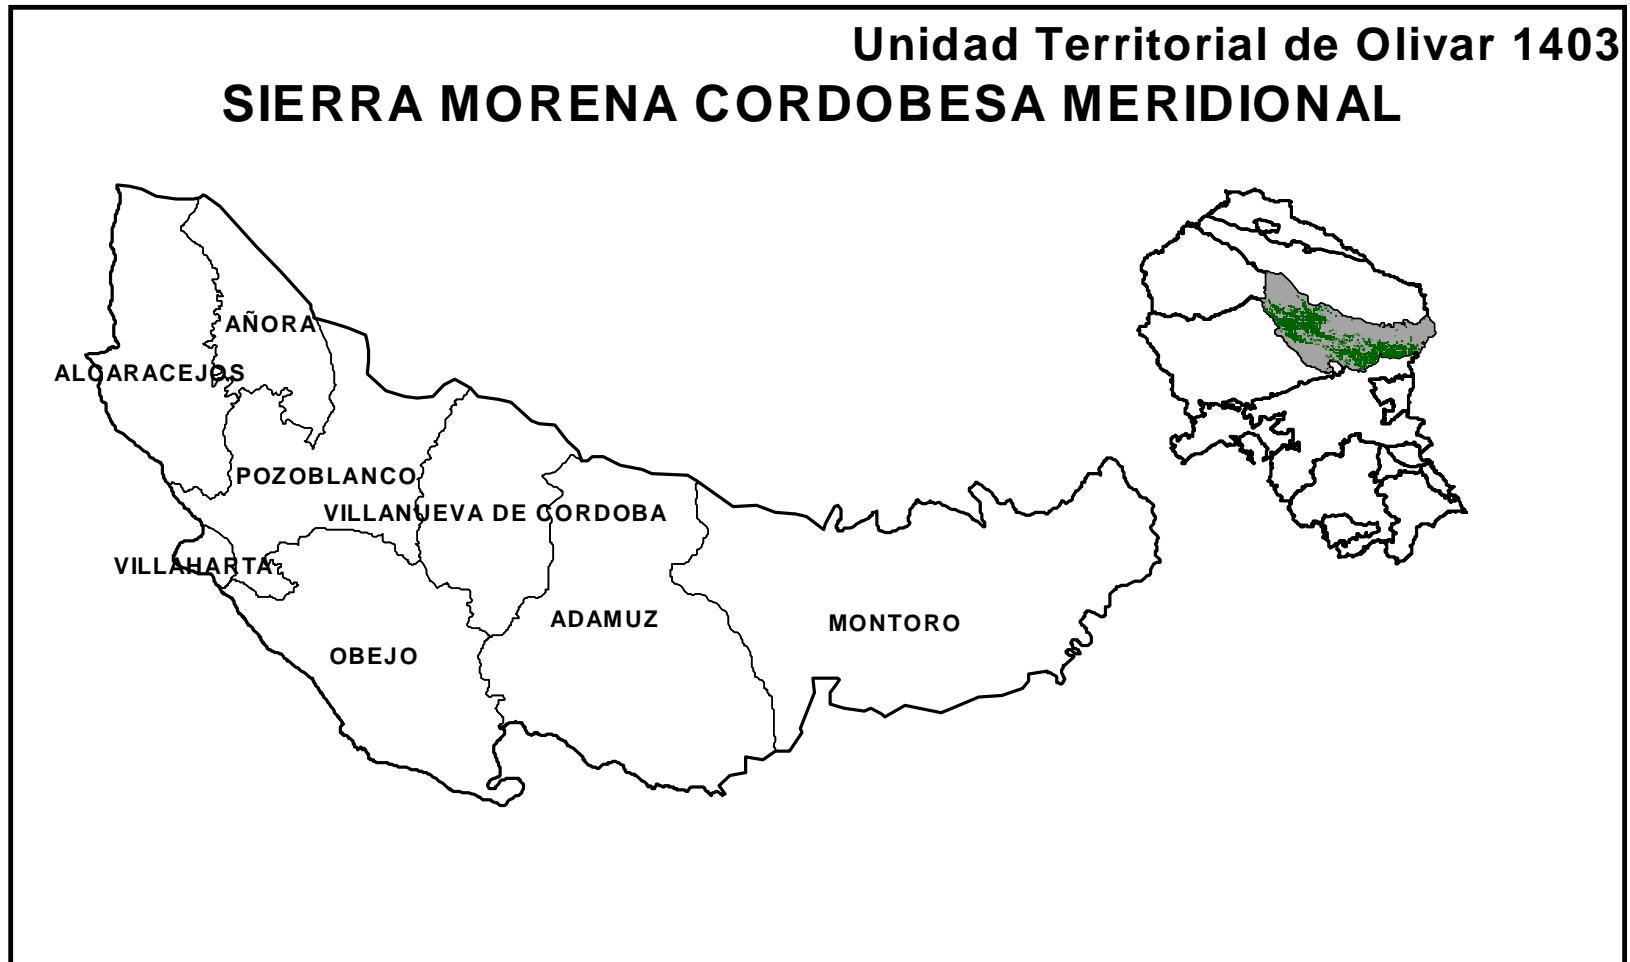 Unidad Territorial de Olivar 1403
SIERRA MORENA CORDOBESA MERIDIONAL
AÑORA
ALCARACEJOS
POZOBLANCO
VILLANUEVA DE CORDOBA
VILLAHARTA
ADAMUZ
MONTORO
OBEJO